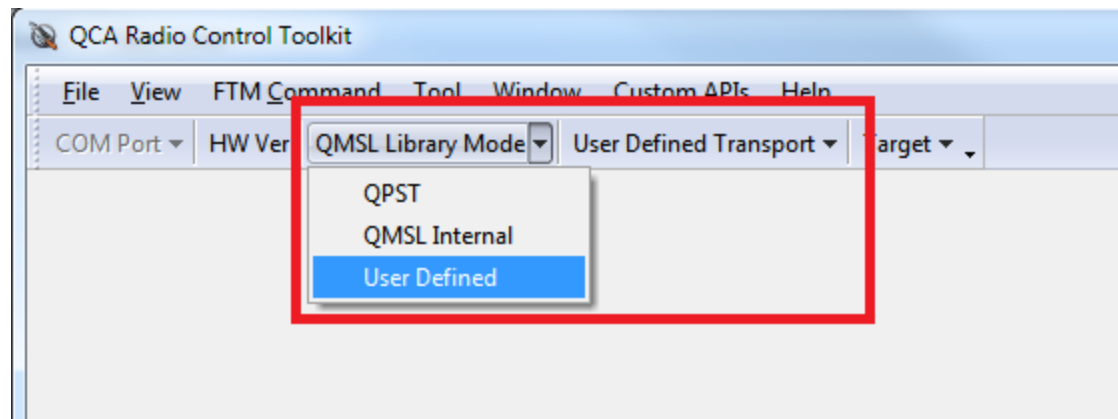 QCA Radio Control Toolkit
File View FTM Command Tool Window Custom APIs Help
COM Port HW Ver QMSL Library Mode User Defined Transport Target
QPST
QMSL Internal
User Defined